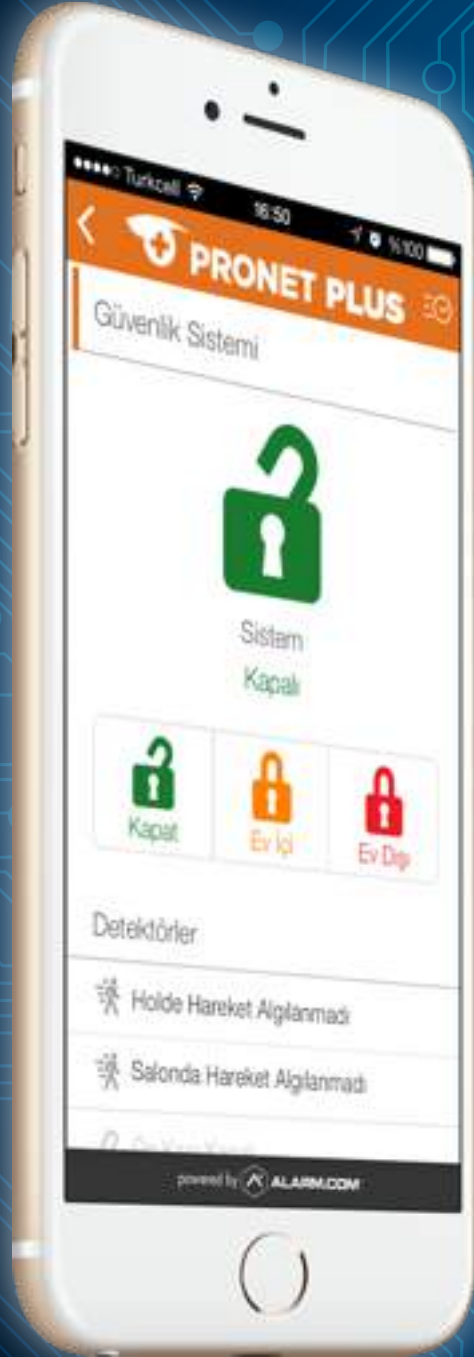 Turkcell 16:50 %100
PRONET PLUS
Güvenlik Sistemi
Sistem
Kapalı
Kapat Ev İçi Ev Dışı
Detektörler
Holde Hareket Algılanmadı
Salonda Hareket Algılanmadı
powered by ALARM.COM